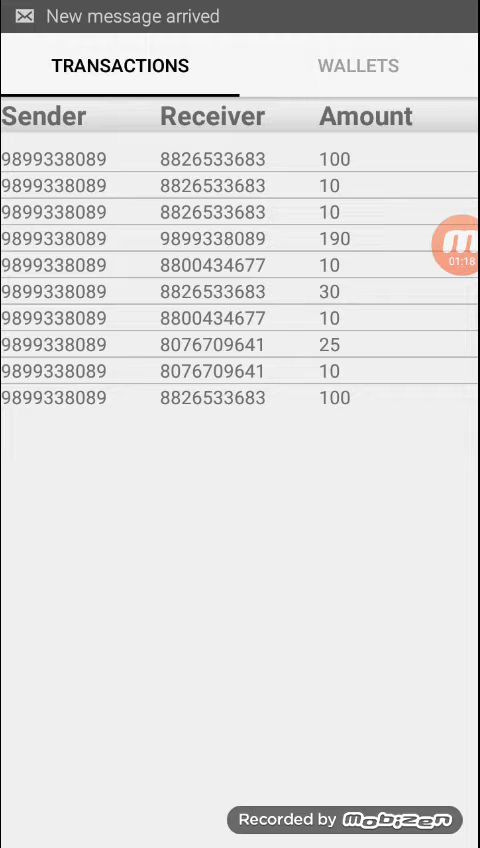 New message arrived
TRANSACTIONS WALLETS
Sender Receiver Amount
9899338089 8826533683 100
9899338089 8826533683 10
9899338089 8826533683 10
9899338089 9899338089 190
9899338089 8800434677 10
9899338089 8826533683 30
9899338089 8800434677 10
9899338089 8076709641 25
9899338089 8076709641 10
9899338089 8826533683 100
m
01:18
Recorded by Mobizen